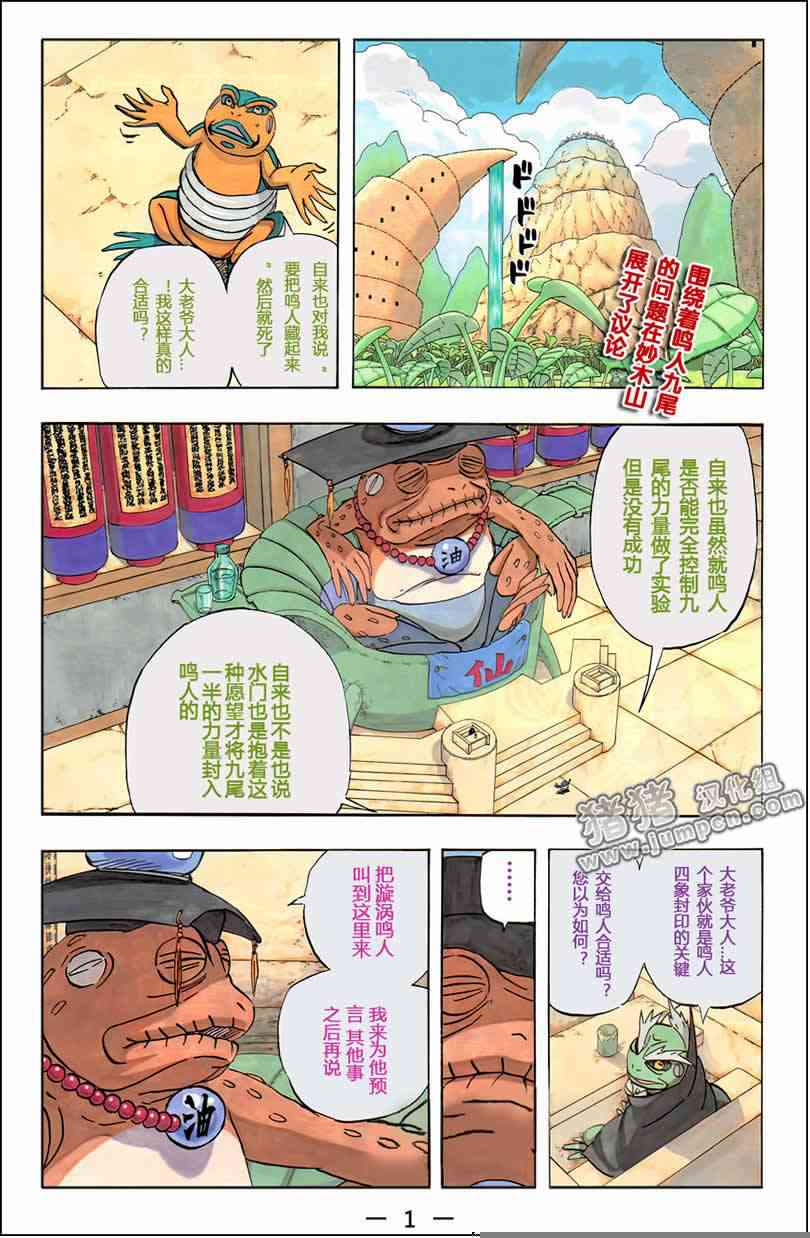 围绕着鸣人九尾
的问题在妙木山
展开了议论
ドドドド
自来也对我说"
要把鸣人藏起来
"然后就死了
大老爷大人…
！我这样真的
合适吗？
自来也虽然就鸣人
是否能完全控制九
尾的力量做了实验
但是没有成功
油
仙
自来也不是也说
水门也是抱着这
种愿望才将九尾
一半的力量封入
鸣人的
大老爷大人…这
个家伙就是鸣人
四象封印的关键
交给鸣人合适吗？
您以为如何？
……
把漩涡鸣人
叫到这里来
我来为他预
言 其他事
之后再说
油
猪猪 汉化组
www.jumpcn.com
— 1 —